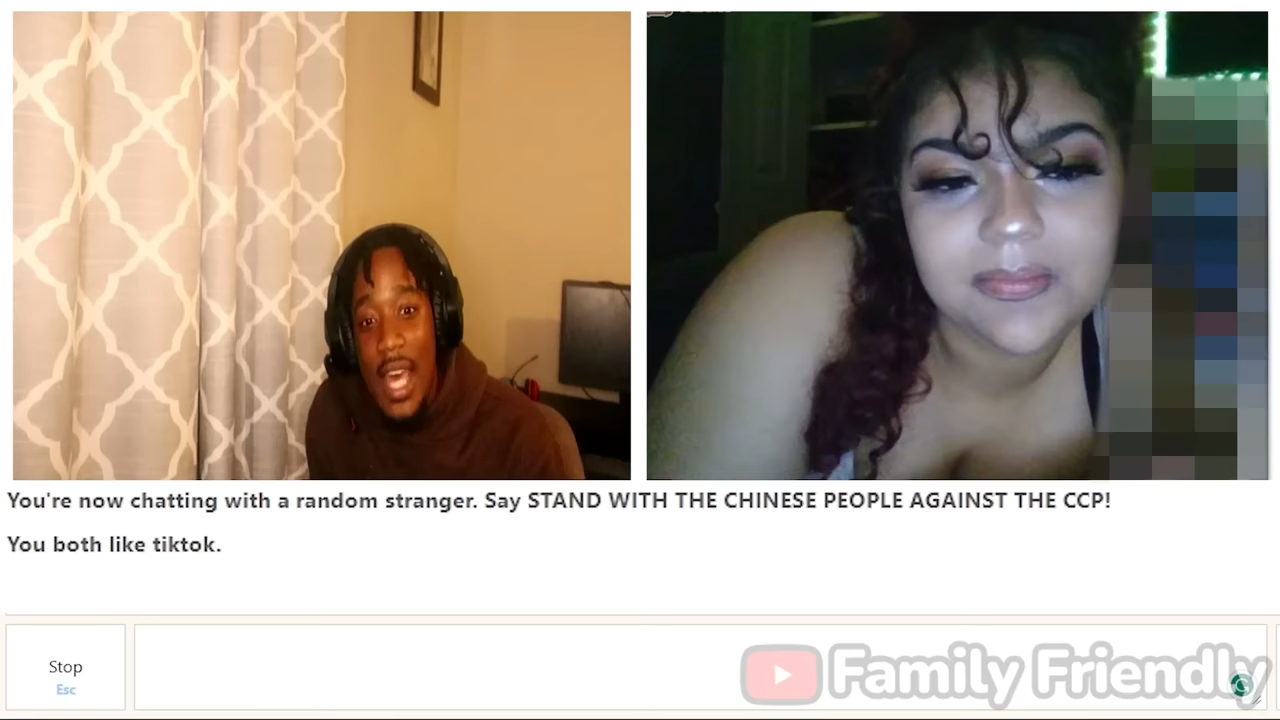 You're now chatting with a random stranger. Say STAND WITH THE CHINESE PEOPLE AGAINST THE CCP!
You both like tiktok.
Stop
Esc
Family Friendly